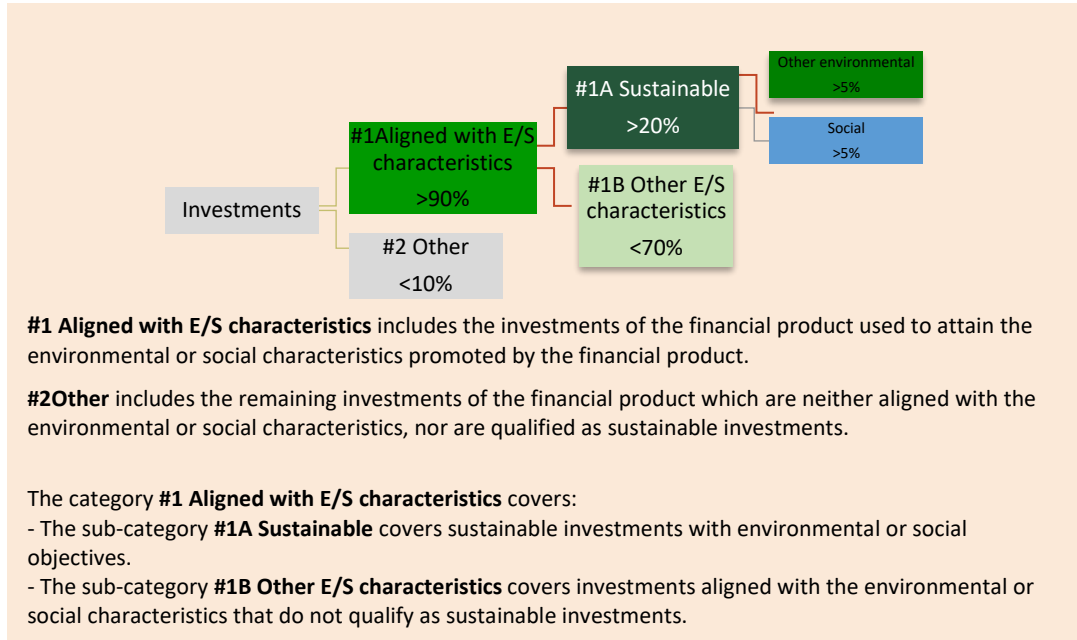 Investments
#1Aligned with E/S
characteristics
>90%
#2 Other
<10%
#1A Sustainable
>20%
#1B Other E/S
characteristics
<70%
Other environmental
>5%
Social
>5%
#1 Aligned with E/S characteristics includes the investments of the financial product used to attain the
environmental or social characteristics promoted by the financial product.
#2Other includes the remaining investments of the financial product which are neither aligned with the
environmental or social characteristics, nor are qualified as sustainable investments.
The category #1 Aligned with E/S characteristics covers:
- The sub-category #1A Sustainable covers sustainable investments with environmental or social
objectives.
- The sub-category #1B Other E/S characteristics covers investments aligned with the environmental or
social characteristics that do not qualify as sustainable investments.